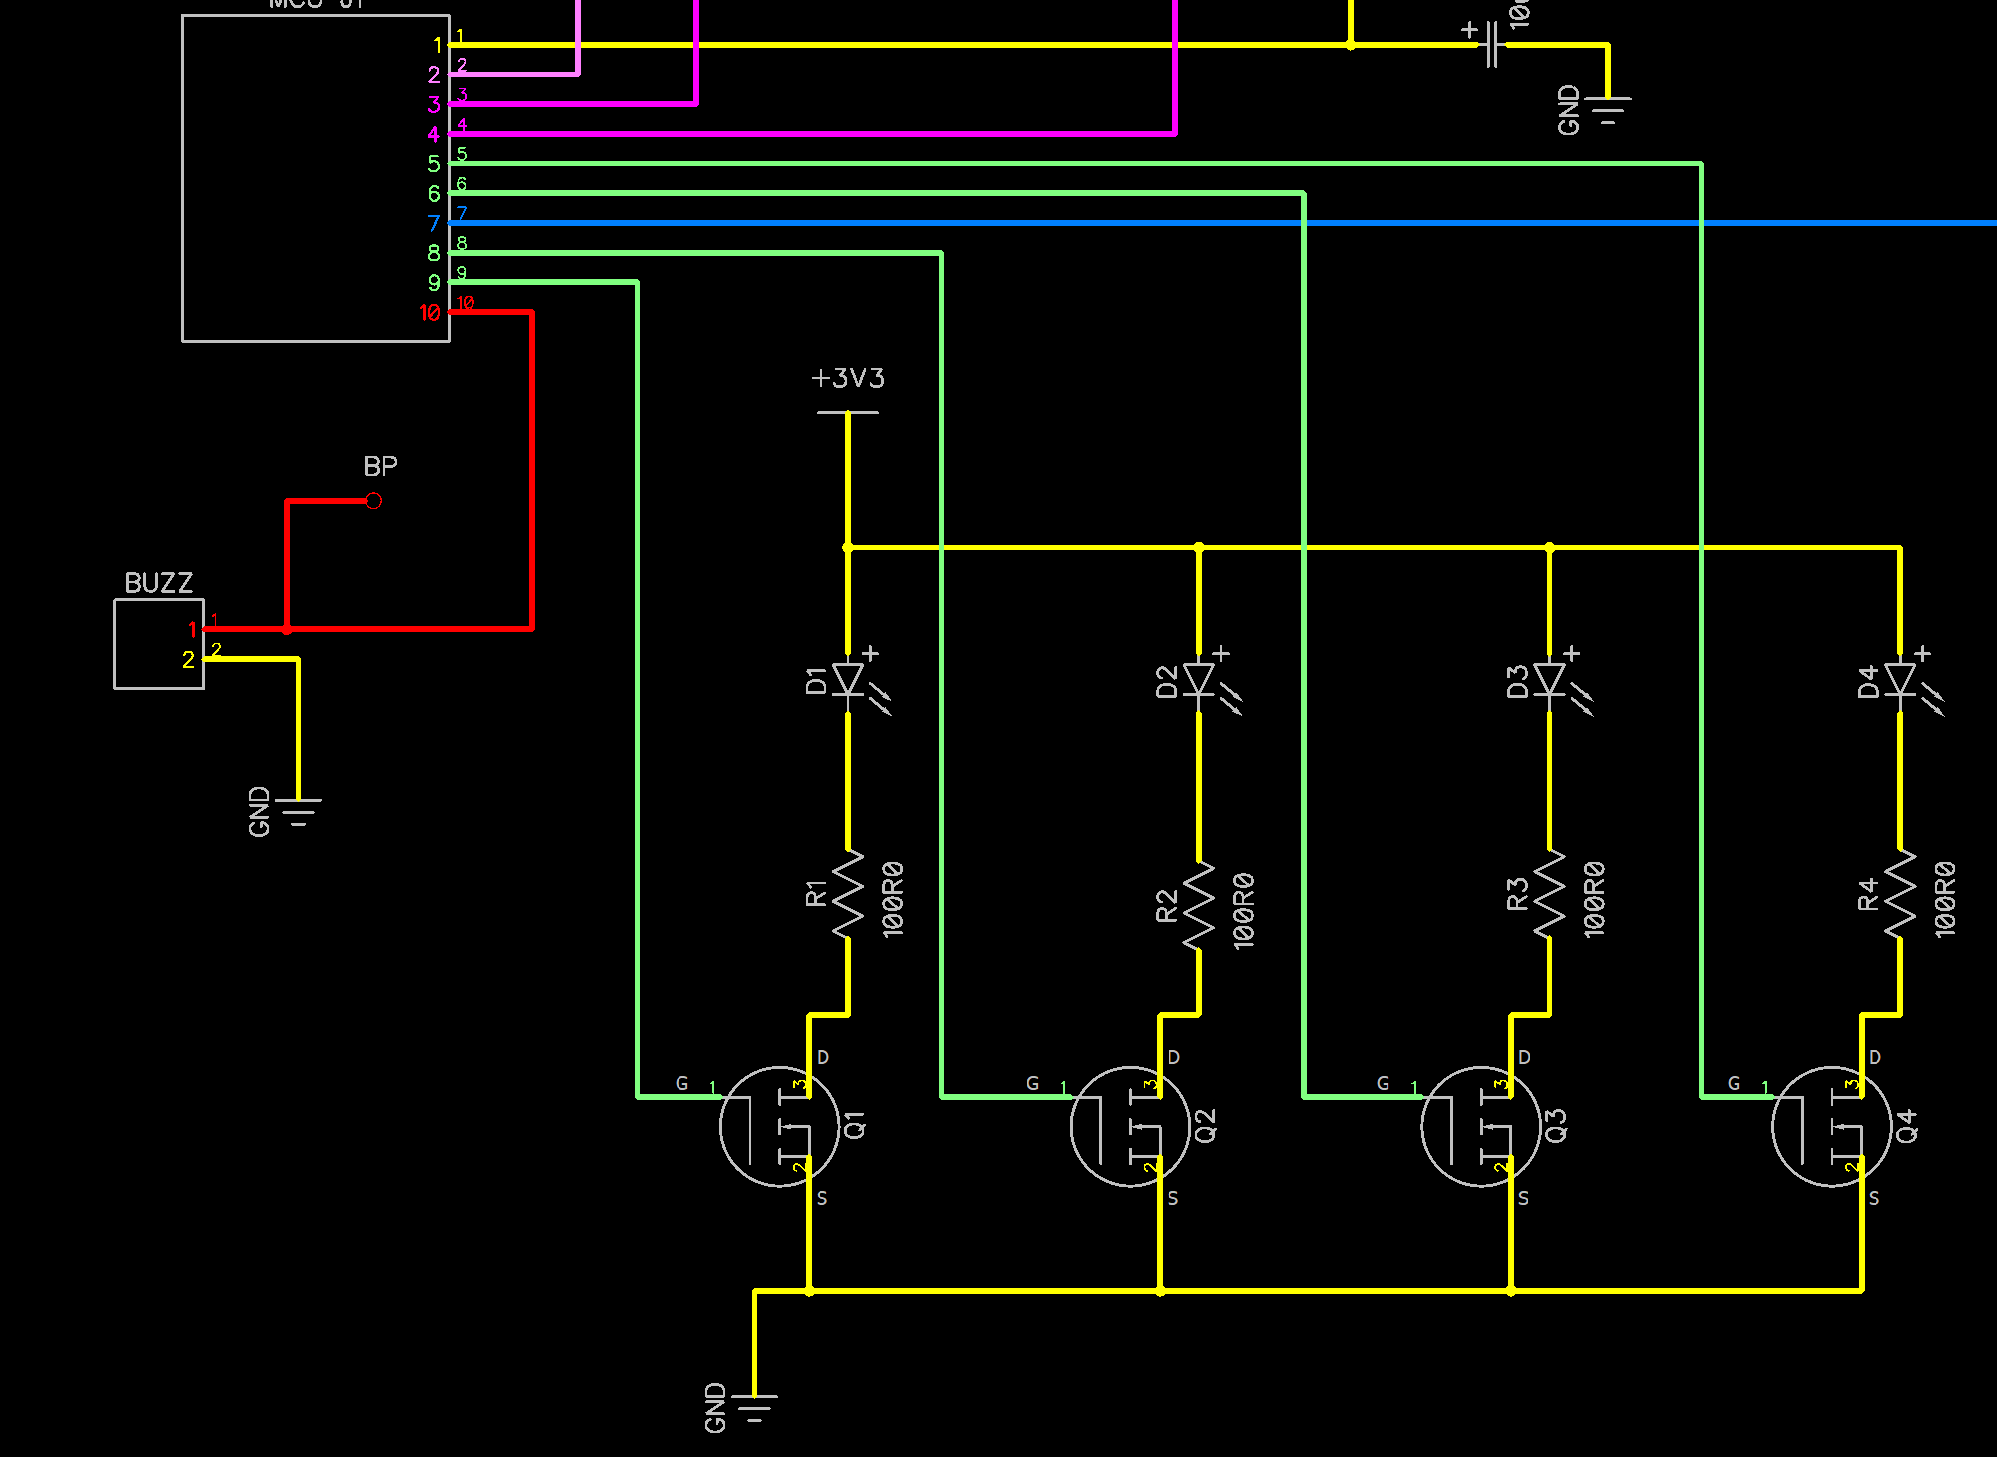 1 1
2 2
3 3
4 4
5 5
6 6
7 7
8 8
9 9
10 10
+
GND
+3V3
BP
BUZZ
1 1
2 2
GND
D1 +
D2 +
D3 +
D4 +
R1 100R0
R2 100R0
R3 100R0
R4 100R0
G 1 D 3 2 S Q1
G 1 D 3 2 S Q2
G 1 D 3 2 S Q3
G 1 D 3 2 S Q4
GND